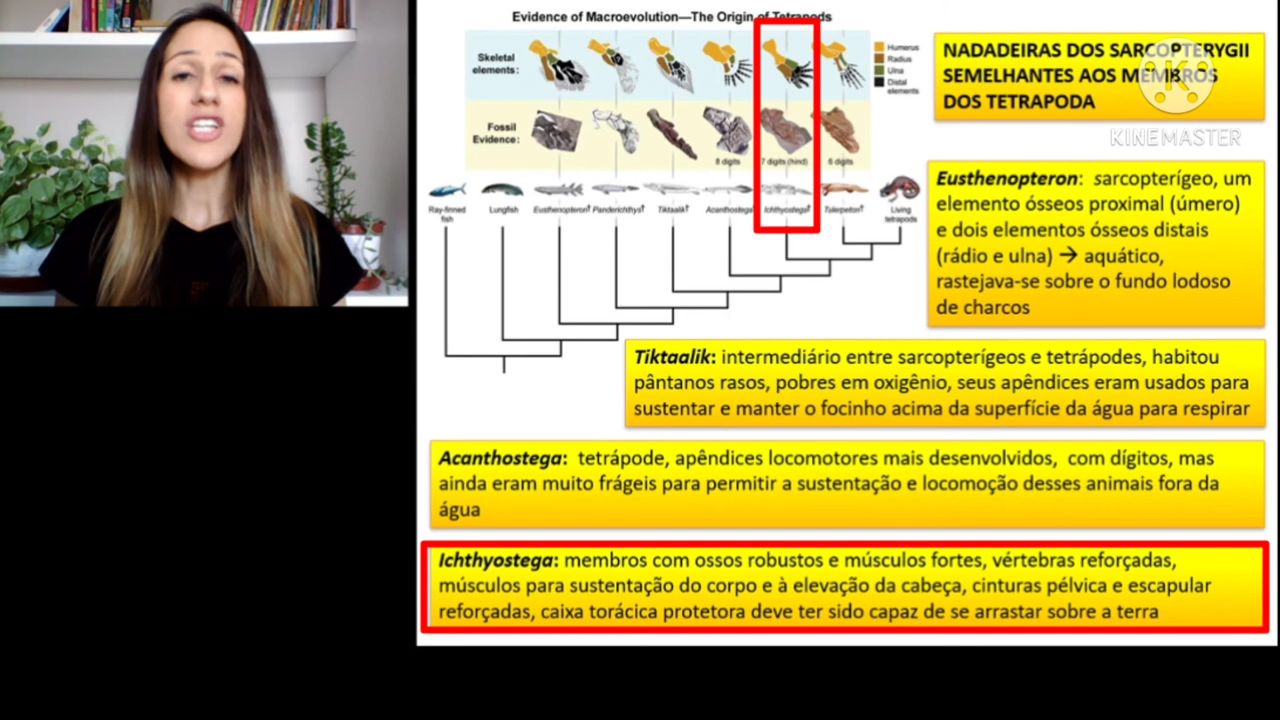 Evidence of Macroevolution—The Origin of Tetrapods
Skeletal
elements:
Humerus
Radius
Ulna
Distal
elements
Fossil
Evidence:
8 digits
7 digits (hind)
6 digits
Ray-finned
fish
Lungfish
Eusthenopteron†
Panderichthys†
Tiktaalik†
Acanthostega
Ichthyostega†
Tulerpeton†
Living
tetrapods
NADADEIRAS DOS SARCOPTERYGII
SEMELHANTES AOS MEMBROS
DOS TETRAPODA
KINEMASTER
Eusthenopteron: sarcopterígeo, um
elemento ósseos proximal (úmero)
e dois elementos ósseos distais
(rádio e ulna) → aquático,
rastejava-se sobre o fundo lodoso
de charcos
Tiktaalik: intermediário entre sarcopterígeos e tetrápodes, habitou
pântanos rasos, pobres em oxigênio, seus apêndices eram usados para
sustentar e manter o focinho acima da superfície da água para respirar
Acanthostega: tetrápode, apêndices locomotores mais desenvolvidos, com dígitos, mas
ainda eram muito frágeis para permitir a sustentação e locomoção desses animais fora da
água
Ichthyostega: membros com ossos robustos e músculos fortes, vértebras reforçadas,
músculos para sustentação do corpo e à elevação da cabeça, cinturas pélvica e escapular
reforçadas, caixa torácica protetora deve ter sido capaz de se arrastar sobre a terra